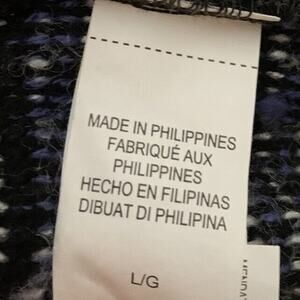 MADE IN PHILIPPINES
FABRIQUÉ AUX
PHILIPPINES
HECHO EN FILIPINAS
DIBUAT DI PHILIPINA
L/G